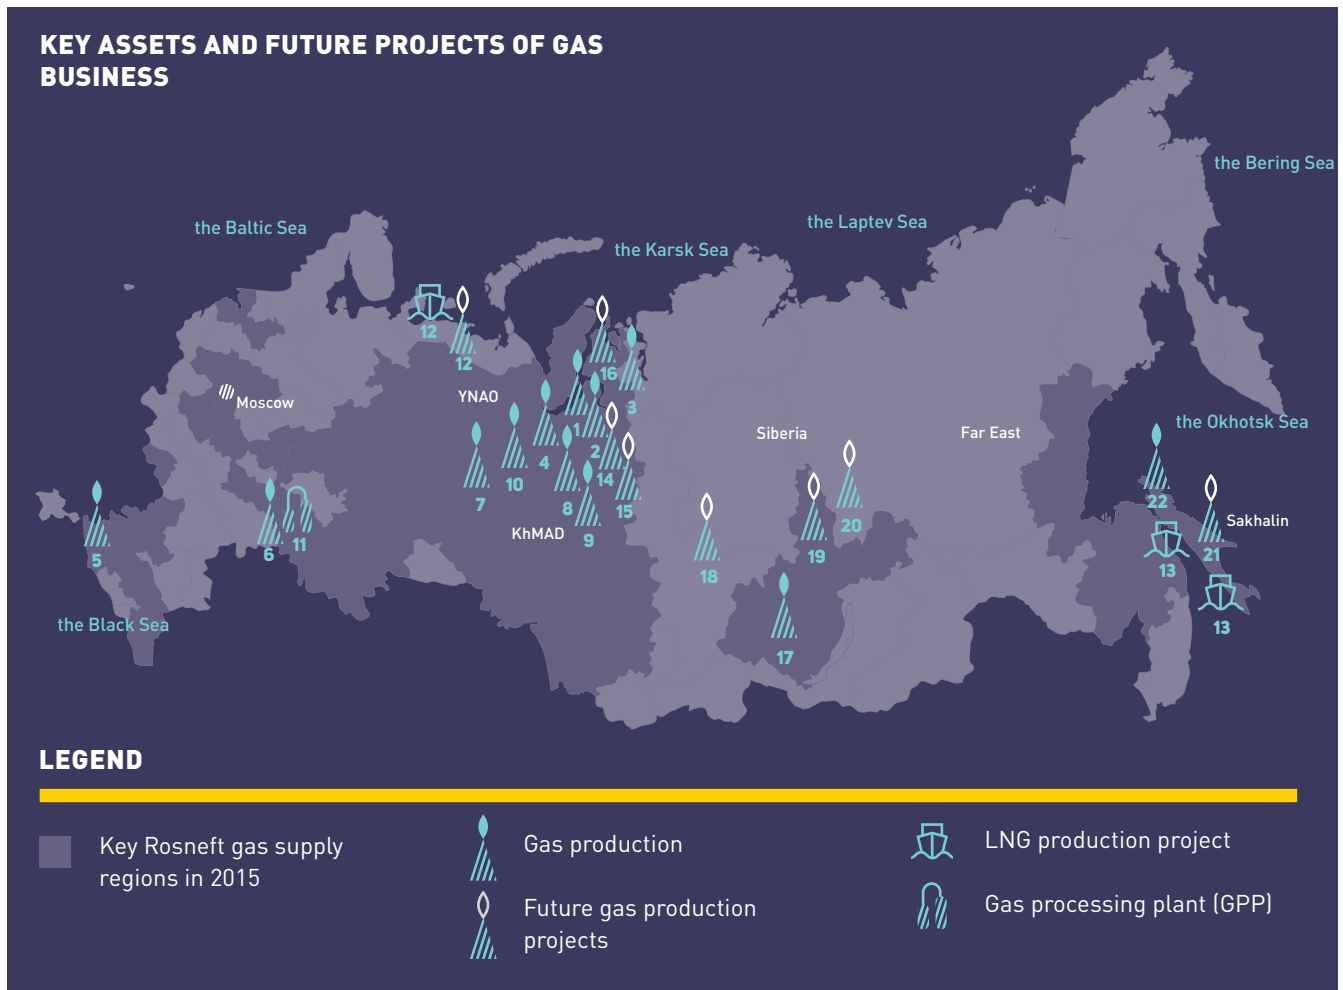 KEY ASSETS AND FUTURE PROJECTS OF GAS
BUSINESS
the Bering Sea
the Laptev Sea
the Baltic Sea
the Karsk Sea
12
12
16
3
YNAO
Moscow
1
2
4
14
10
7
8
15
KhMAD
9
Siberia
Far East
the Okhotsk Sea
22
Sakhalin
21
13
13
20
19
18
17
5
6
11
the Black Sea
LEGEND
Key Rosneft gas supply
regions in 2015
Gas production
Future gas production
projects
LNG production project
Gas processing plant (GPP)